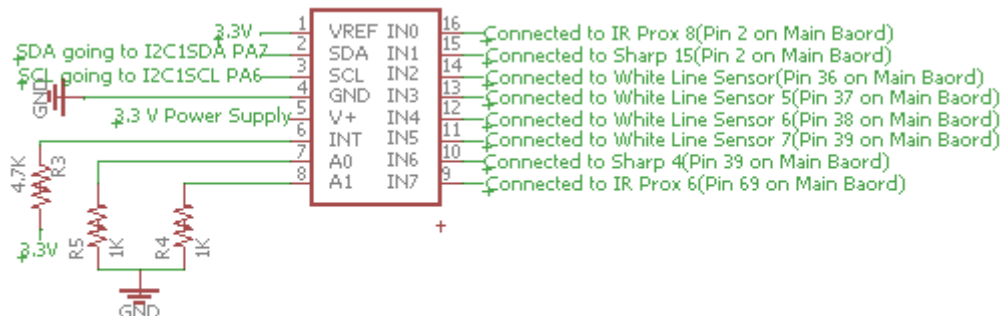 3.3V
SDA going to I2C1SDA PA7
SCL going to I2C1SCL PA6
GND
3.3 V Power Supply
1
2
3
4
5
6
7
8
VREF IN0
SDA IN1
SCL IN2
GND IN3
V+ IN4
INT IN5
A0 IN6
A1 IN7
16
15
14
13
12
11
10
9
Connected to IR Prox 8(Pin 2 on Main Baord)
Connected to Sharp 15(Pin 2 on Main Baord)
Connected to White Line Sensor(Pin 36 on Main Baord)
Connected to White Line Sensor 5(Pin 37 on Main Baord)
Connected to White Line Sensor 6(Pin 38 on Main Baord)
Connected to White Line Sensor 7(Pin 39 on Main Baord)
Connected to Sharp 4(Pin 39 on Main Baord)
Connected to IR Prox 6(Pin 69 on Main Baord)
4.7K
R3
3.3V
R5
1K
R4
1K
GND